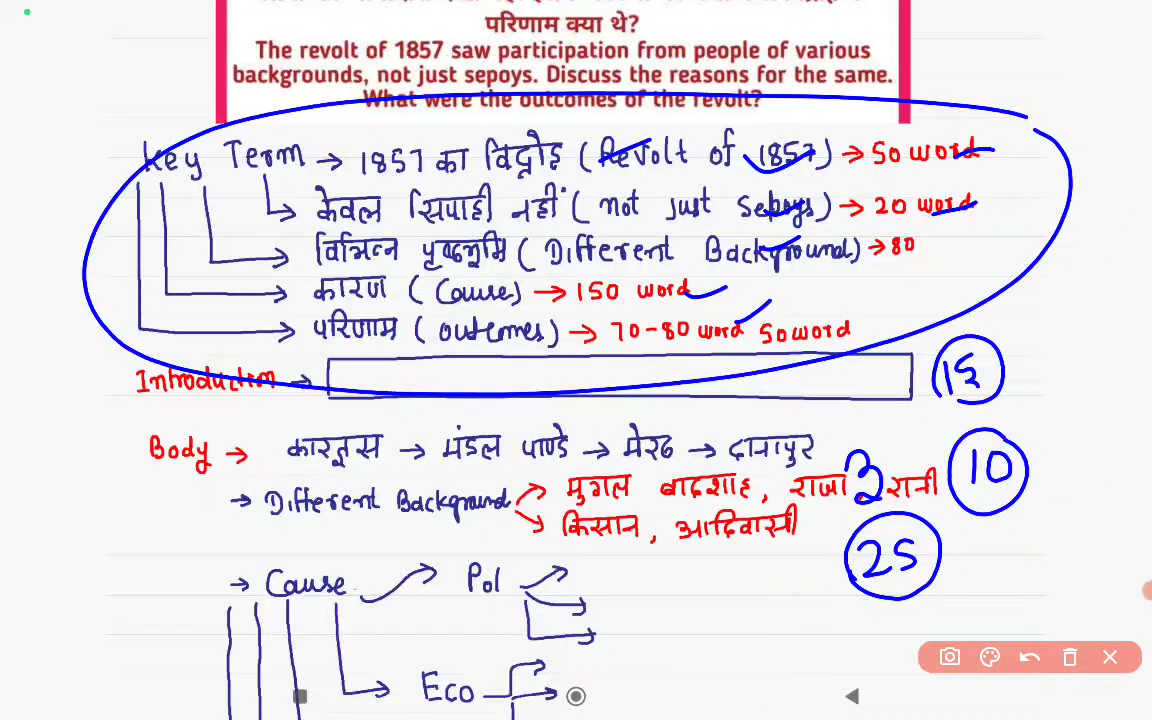 परिणाम क्या थे?
The revolt of 1857 saw participation from people of various
backgrounds, not just sepoys. Discuss the reasons for the same.
What were the outcomes of the revolt?
Key Term → 1857 का विद्रोह (Revolt of 1857) → 50 word
केवल सिपाही नहीं (not just Sepoys) → 20 word
विभिन्न पृष्ठभूमि (Different Background) → 80
कारण (Cause) → 150 word
परिणाम (outcomes) → 70-80 word 50 word
Introduction → 15
Body → कारतूस → मंडल पाण्डे → मेरठ → दानापुर 10
→ Different Background मुगल बादशाह, राजा 3 रानी
किसान, आदिवासी
25
→ Cause Pol
Eco